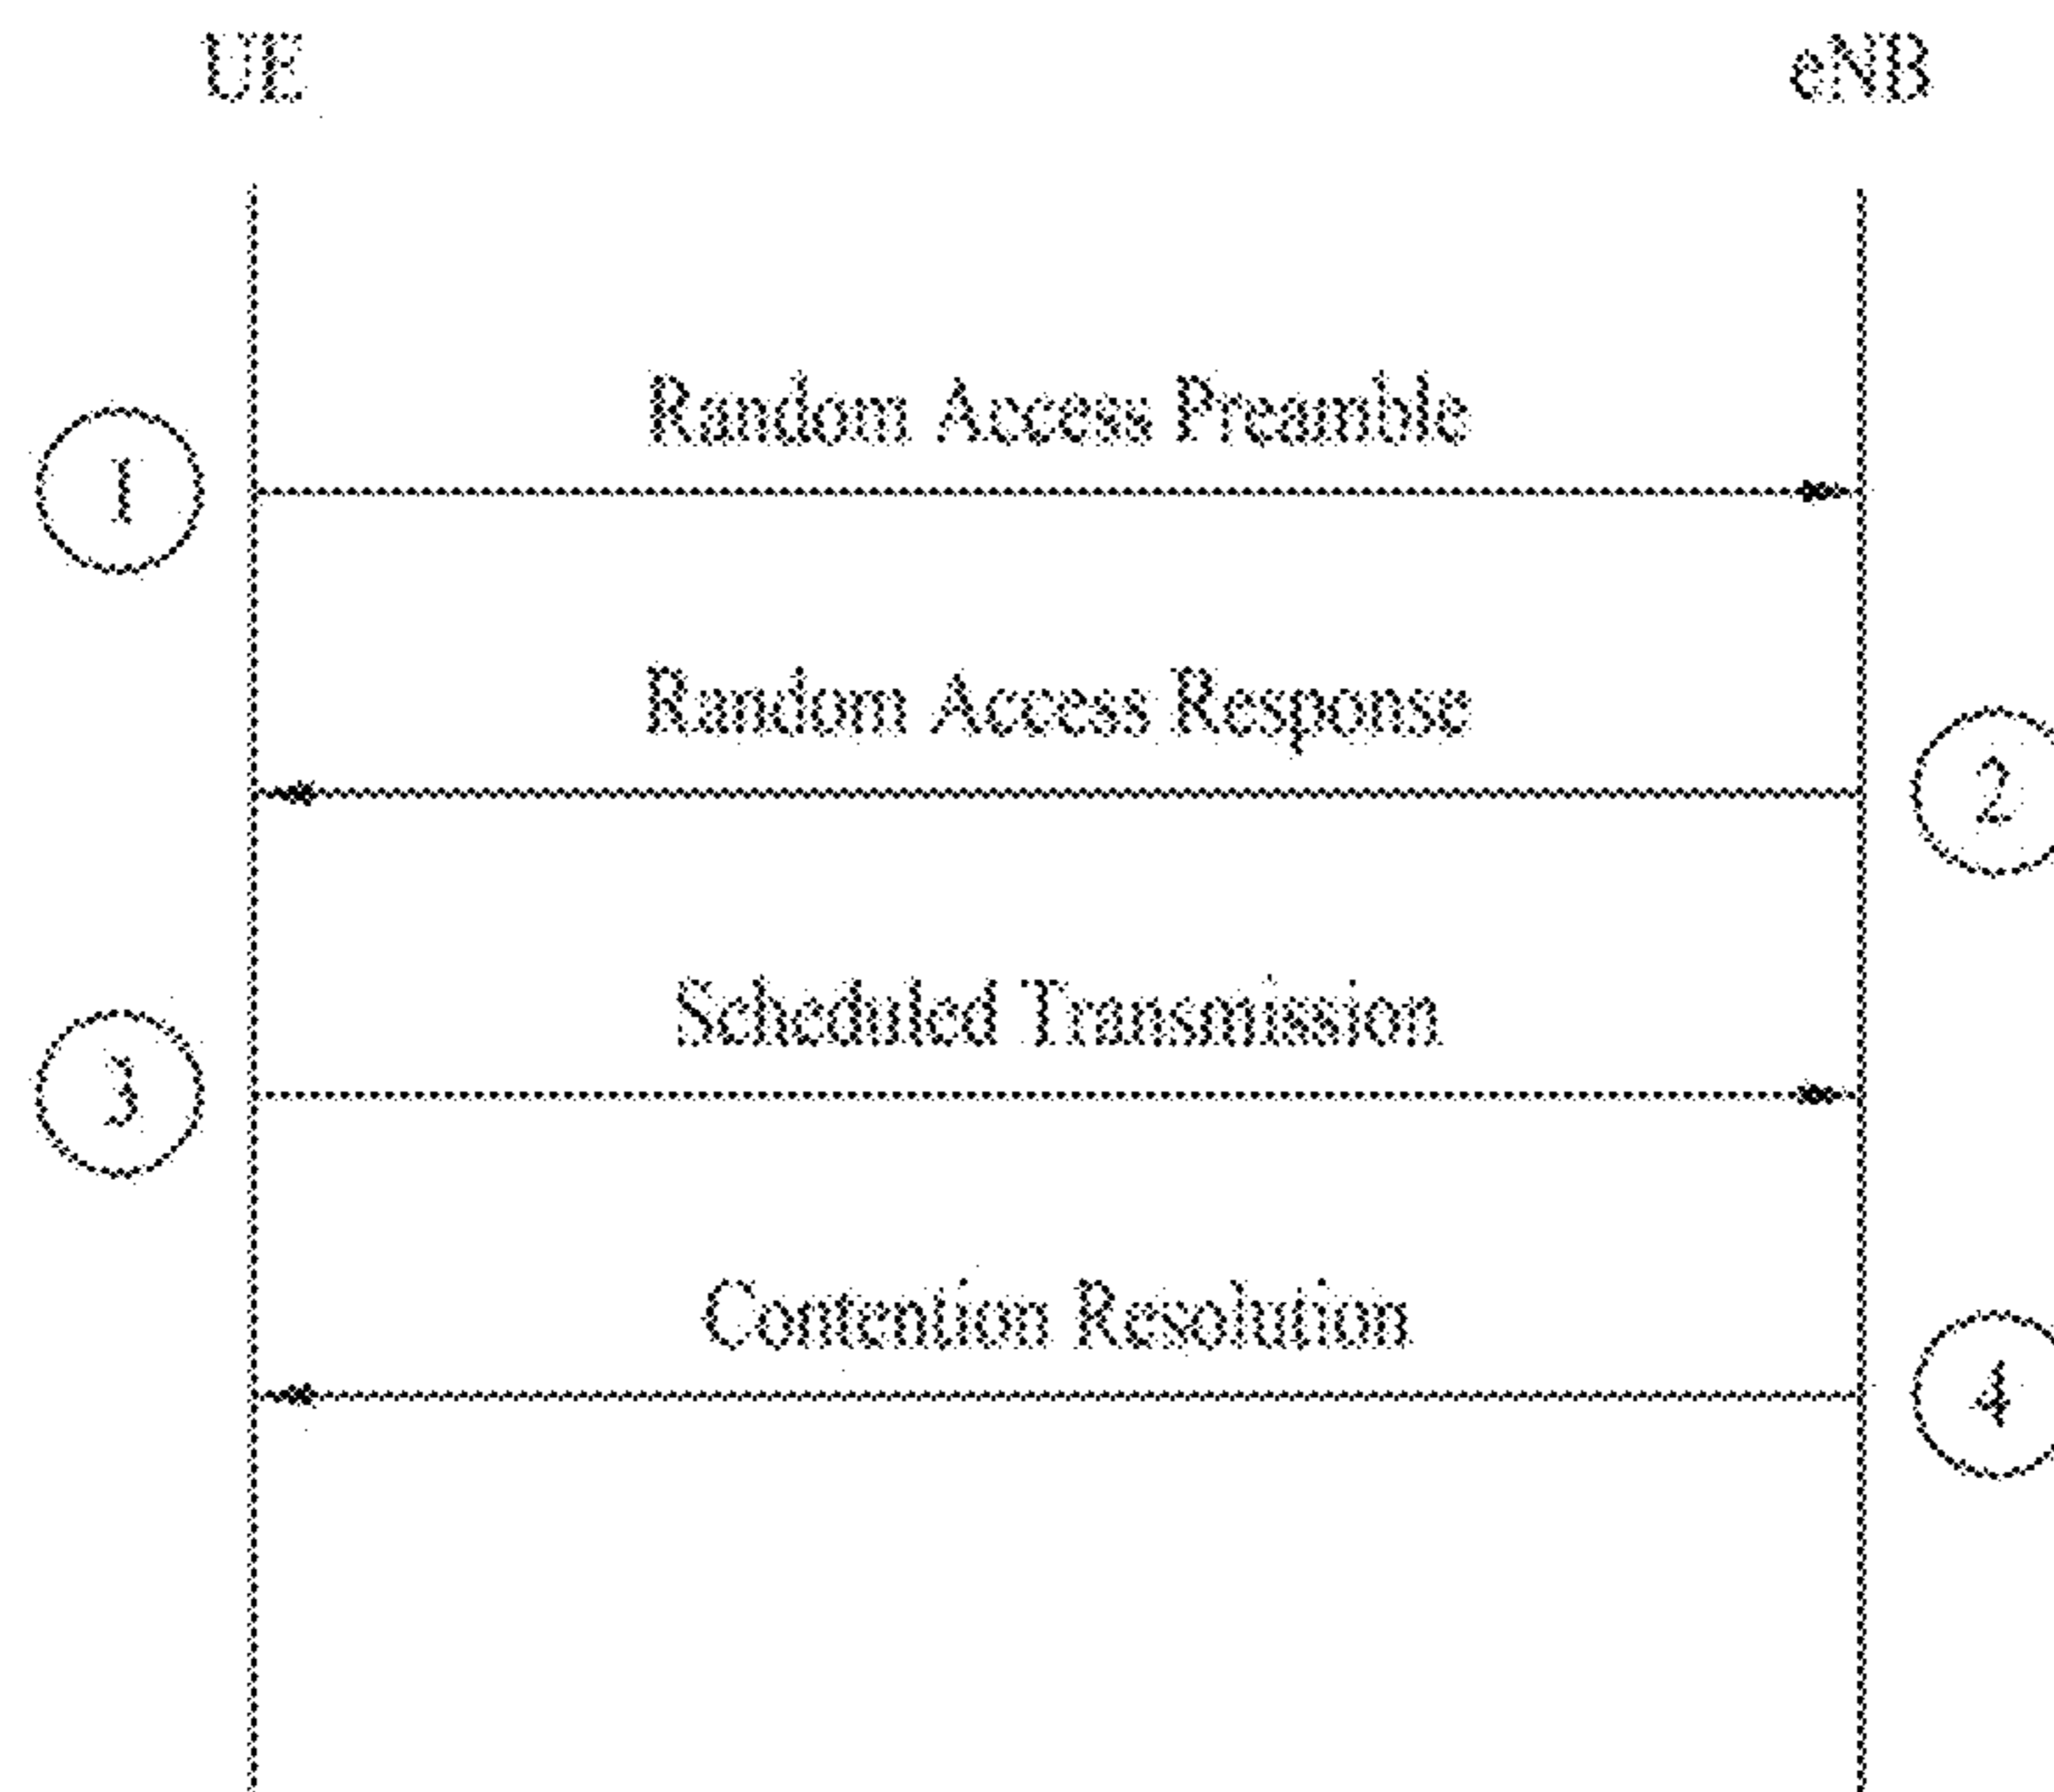 UE eNB
Random Access Preamble
1
Random Access Response
2
Scheduled Transmission
3
Contention Resolution
4